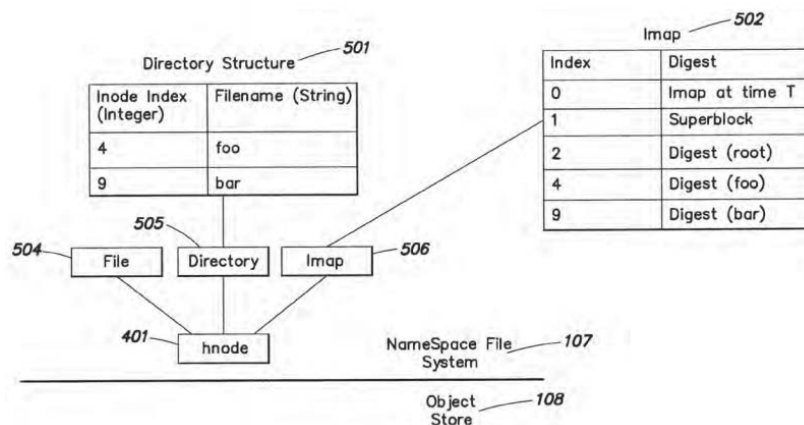 501
Directory Structure
Inode Index (Integer)
Filename (String)
4
foo
9
bar
502
Imap
Index
Digest
0
Imap at time T
1
Superblock
2
Digest (root)
4
Digest (foo)
9
Digest (bar)
504
File
505
Directory
Imap
506
401
hnode
NameSpace File
System
107
Object
Store
108